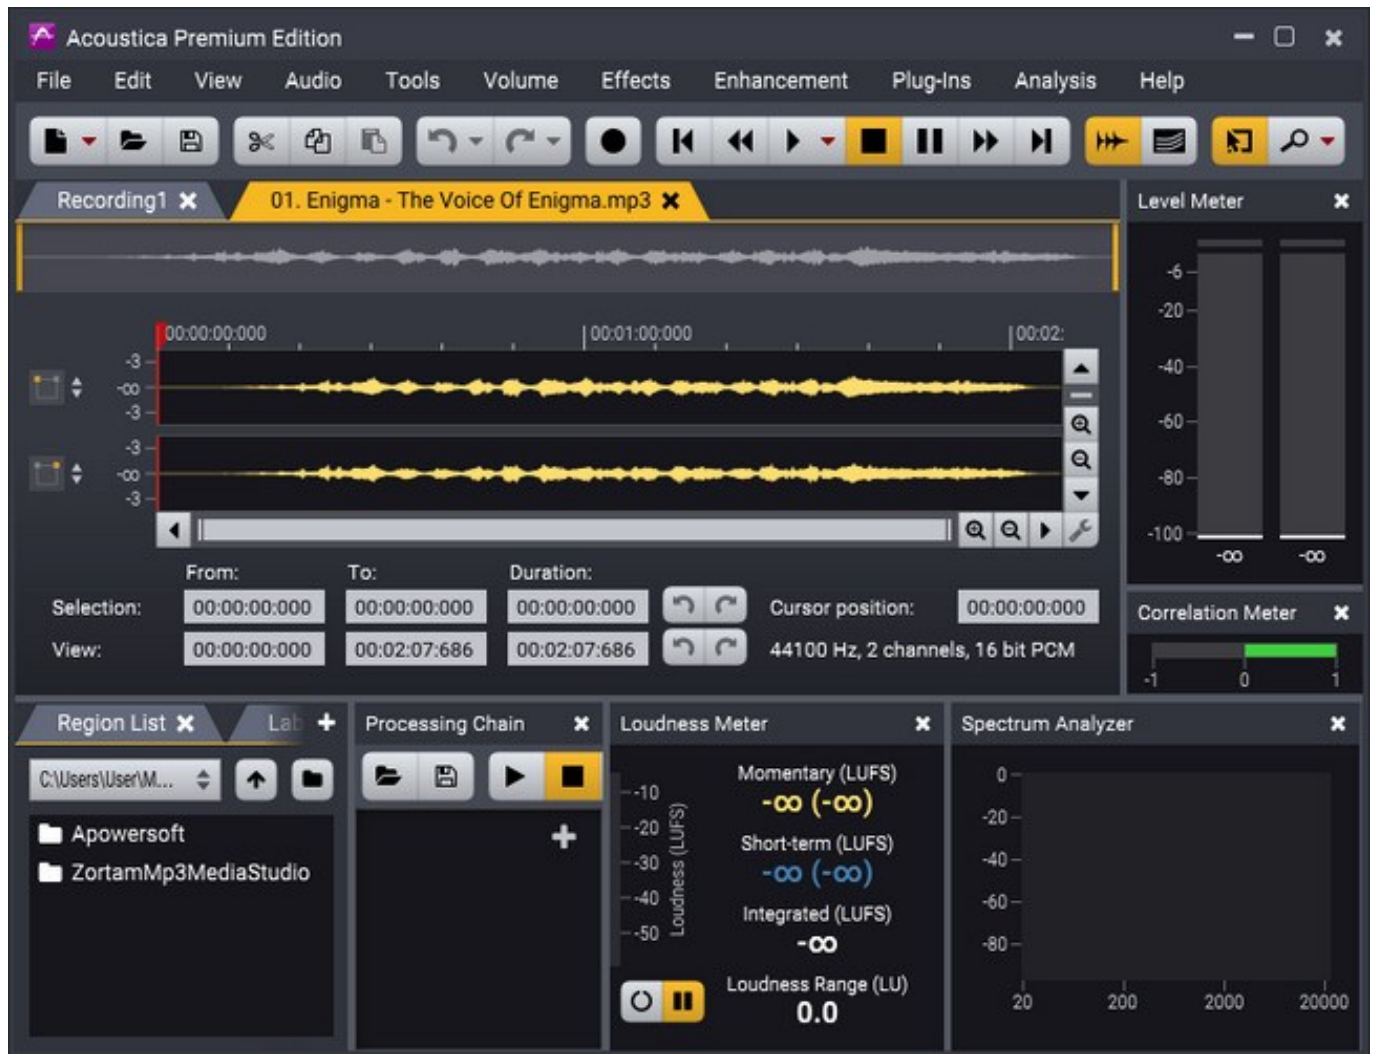 Acoustica Premium Edition
File Edit View Audio Tools Volume Effects Enhancement Plug-Ins Analysis Help
Recording1 01. Enigma - The Voice Of Enigma.mp3
Level Meter
-6
-20
-40
-60
-80
-100
-∞ -∞
00:00:00:000 00:01:00:000 00:02:
-3
-∞
-3
-3
-∞
-3
From: To: Duration:
Selection: 00:00:00:000 00:00:00:000 00:00:00:000 Cursor position: 00:00:00:000
View: 00:00:00:000 00:02:07:686 00:02:07:686 44100 Hz, 2 channels, 16 bit PCM
Correlation Meter
-1 0 1
Region List Lab
C:\Users\User\M...
Apowersoft
ZortamMp3MediaStudio
Processing Chain
Loudness Meter
-10
-20
-30
-40
-50
Loudness (LUFS)
Momentary (LUFS)
-∞ (-∞)
Short-term (LUFS)
-∞ (-∞)
Integrated (LUFS)
-∞
Loudness Range (LU)
0.0
Spectrum Analyzer
0
-20
-40
-60
-80
20 200 2000 20000